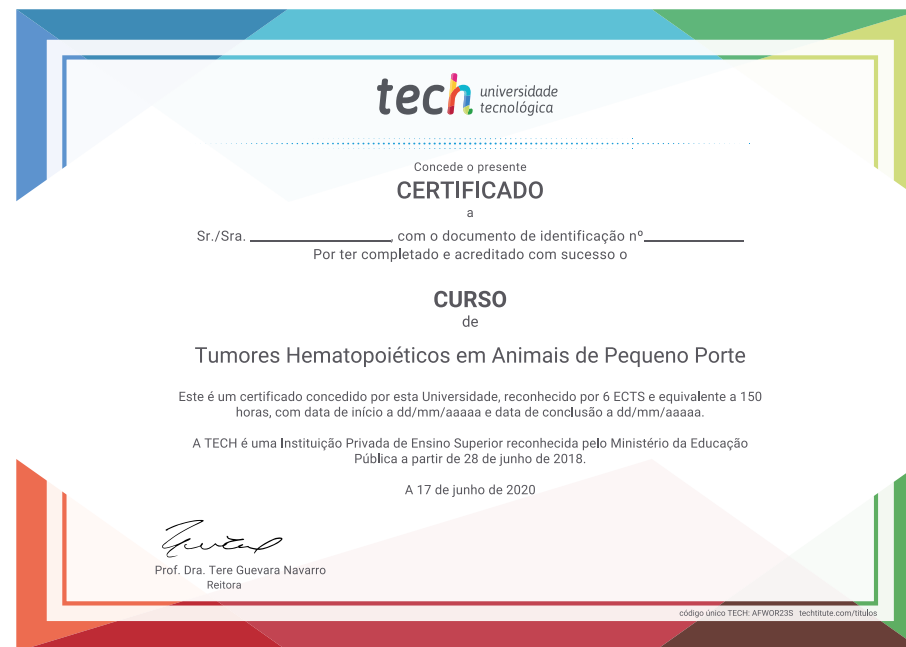 tech universidade
tecnológica
Concede o presente
CERTIFICADO
a
Sr./Sra. ____________, com o documento de identificação nº____________
Por ter completado e acreditado com sucesso o
CURSO
de
Tumores Hematopoiéticos em Animais de Pequeno Porte
Este é um certificado concedido por esta Universidade, reconhecido por 6 ECTS e equivalente a 150
horas, com data de início a dd/mm/aaaaa e data de conclusão a dd/mm/aaaaa.
A TECH é uma Instituição Privada de Ensino Superior reconhecida pelo Ministério da Educação
Pública a partir de 28 de junho de 2018.
A 17 de junho de 2020
Prof. Dra. Tere Guevara Navarro
Reitora
código único TECH: AFWOR23S techtitute.com/titulos